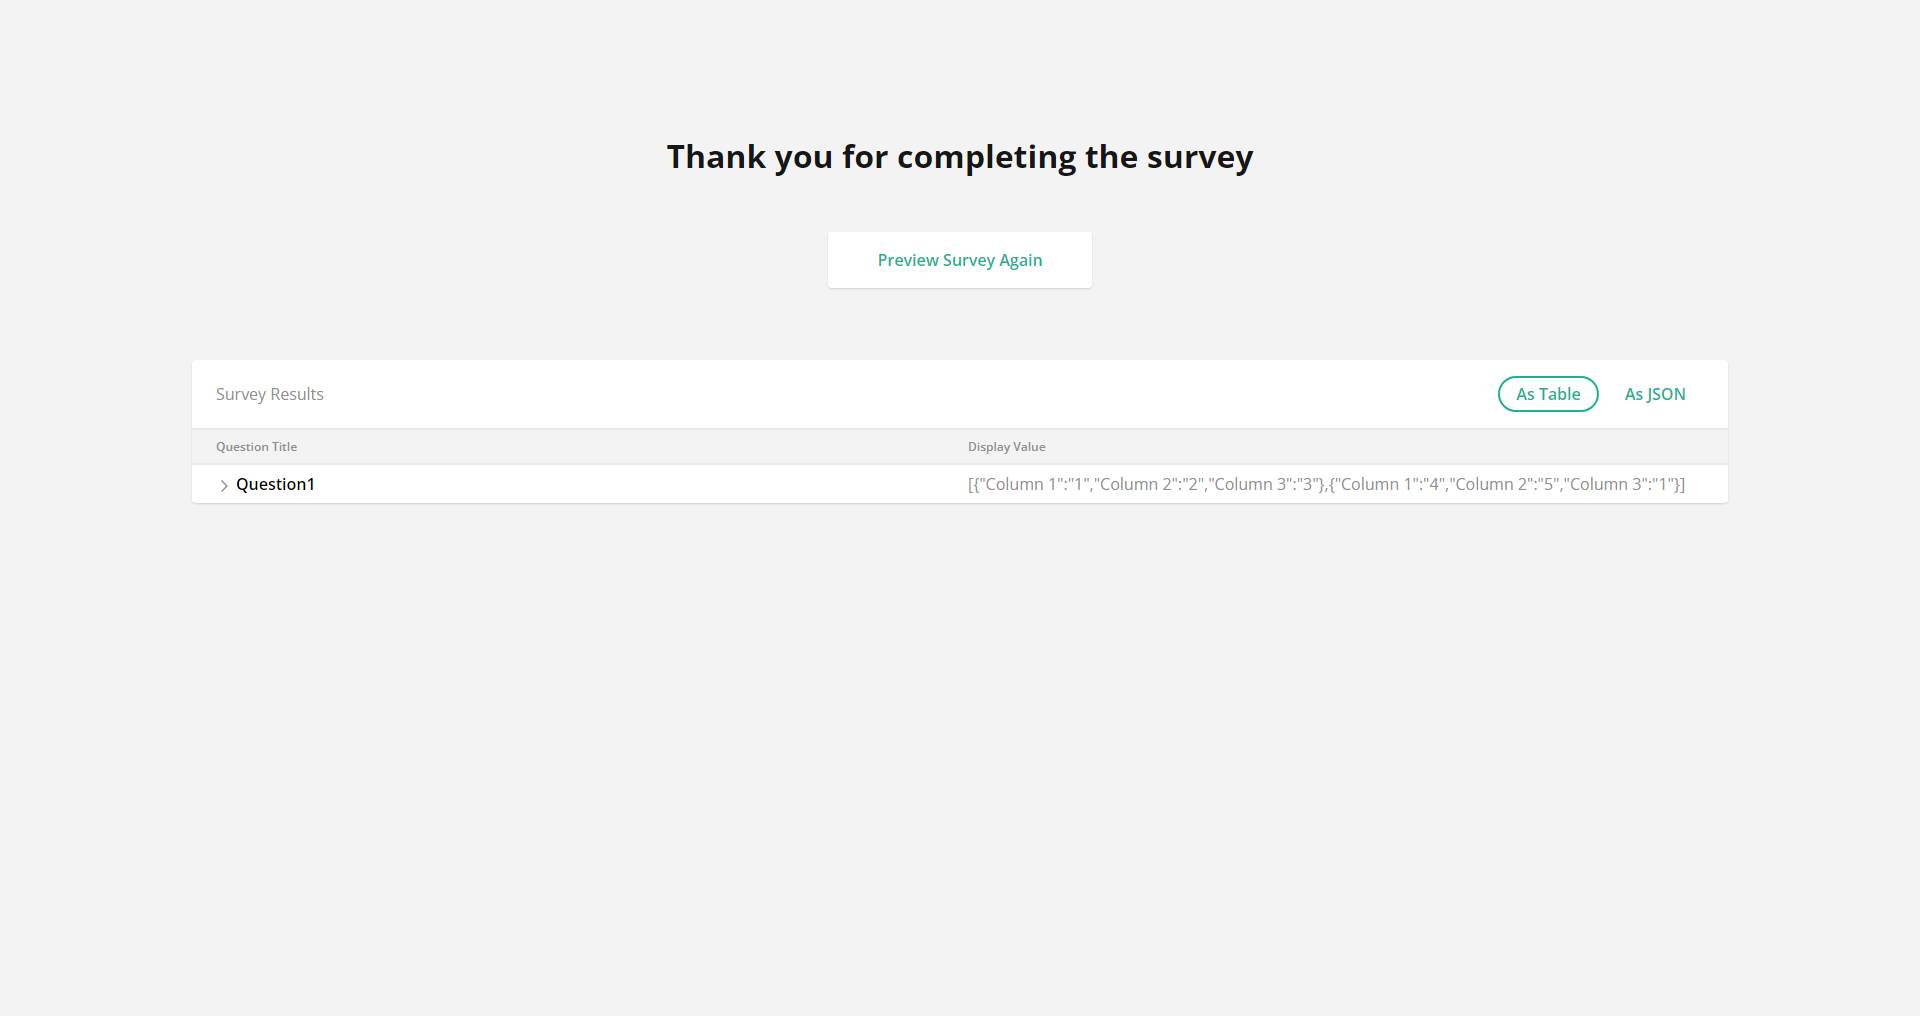 Thank you for completing the survey
Preview Survey Again
Survey Results
As Table
As JSON
Question Title
Display Value
Question1
[{"Column 1":"1","Column 2":"2","Column 3":"3"},{"Column 1":"4","Column 2":"5","Column 3":"1"}]